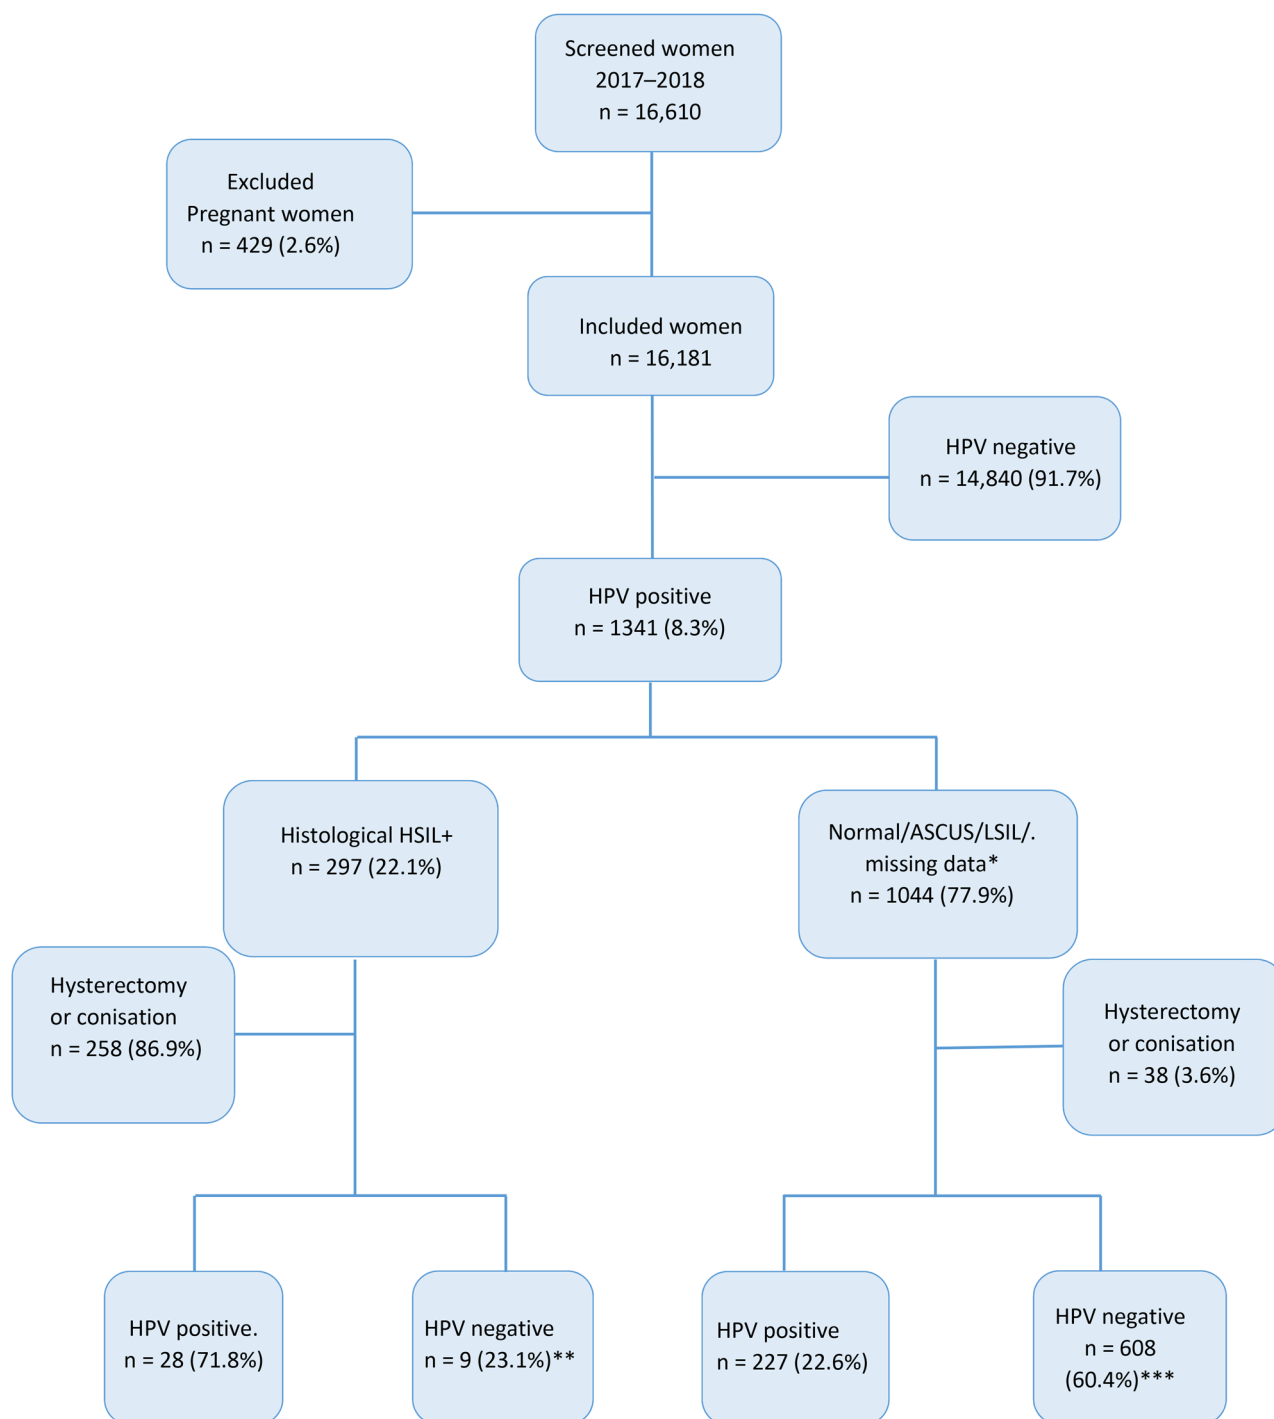 Screened women
2017–2018
n = 16,610
Excluded
Pregnant women
n = 429 (2.6%)
Included women
n = 16,181
HPV negative
n = 14,840 (91.7%)
HPV positive
n = 1341 (8.3%)
Histological HSIL+
n = 297 (22.1%)
Normal/ASCUS/LSIL/.
missing data*
n = 1044 (77.9%)
Hysterectomy
or conisation
n = 258 (86.9%)
Hysterectomy
or conisation
n = 38 (3.6%)
HPV positive.
n = 28 (71.8%)
HPV negative
n = 9 (23.1%)**
HPV positive
n = 227 (22.6%)
HPV negative
n = 608
(60.4%)***